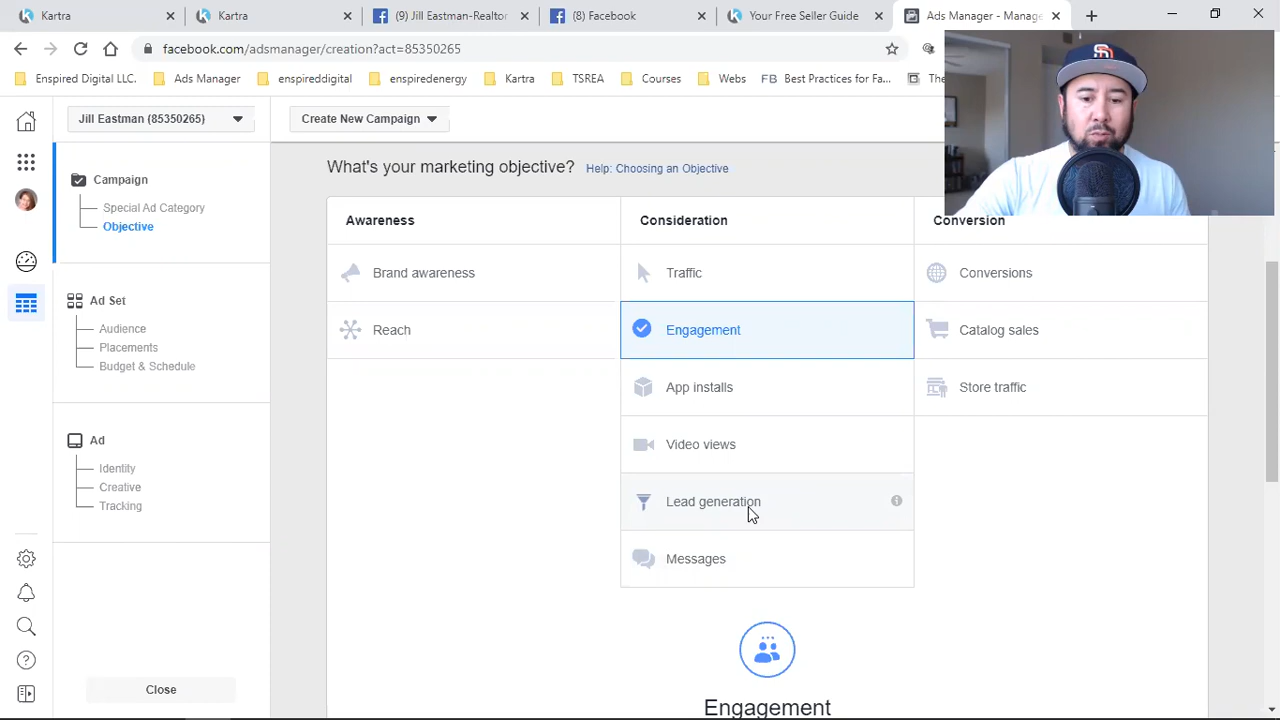 Kartra
Kartra
(9) Jill Eastman-Realtor
(8) Facebook
Your Free Seller Guide
Ads Manager - Manage
facebook.com/adsmanager/creation?act=85350265
Enspired Digital LLC.
Ads Manager
enspireddigital
enspiredenergy
Kartra
TSREA
Courses
Webs
FB Best Practices for Fa...
The
Jill Eastman (85350265)
Create New Campaign
What's your marketing objective?
Help: Choosing an Objective
Campaign
Special Ad Category
Objective
Ad Set
Audience
Placements
Budget & Schedule
Ad
Identity
Creative
Tracking
Close
Awareness
Consideration
Conversion
Brand awareness
Traffic
Conversions
Reach
Engagement
Catalog sales
App installs
Store traffic
Video views
Lead generation
Messages
Engagement